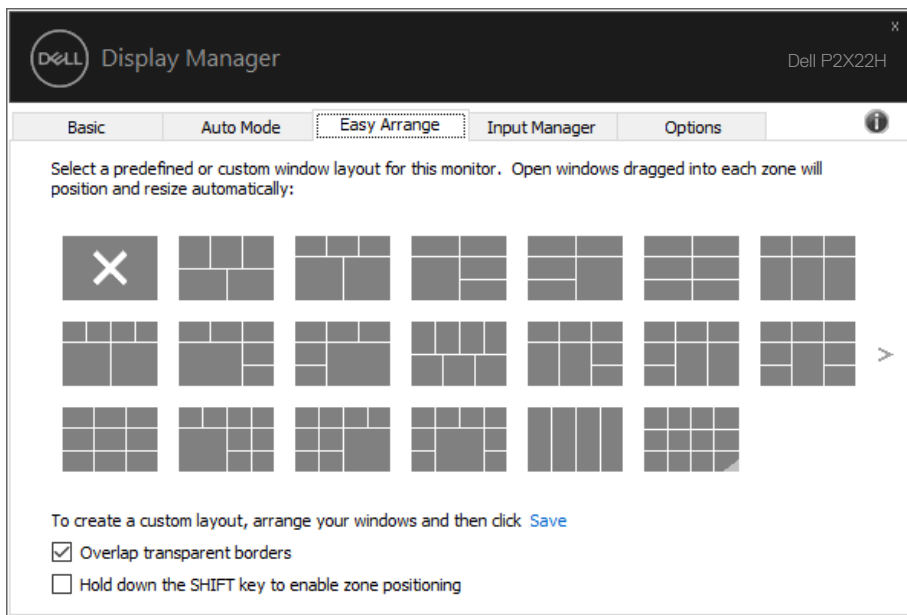 x
DELL Display Manager
Dell P2X22H
Basic Auto Mode Easy Arrange Input Manager Options
Select a predefined or custom window layout for this monitor. Open windows dragged into each zone will
position and resize automatically:
>
To create a custom layout, arrange your windows and then click Save
Overlap transparent borders
Hold down the SHIFT key to enable zone positioning